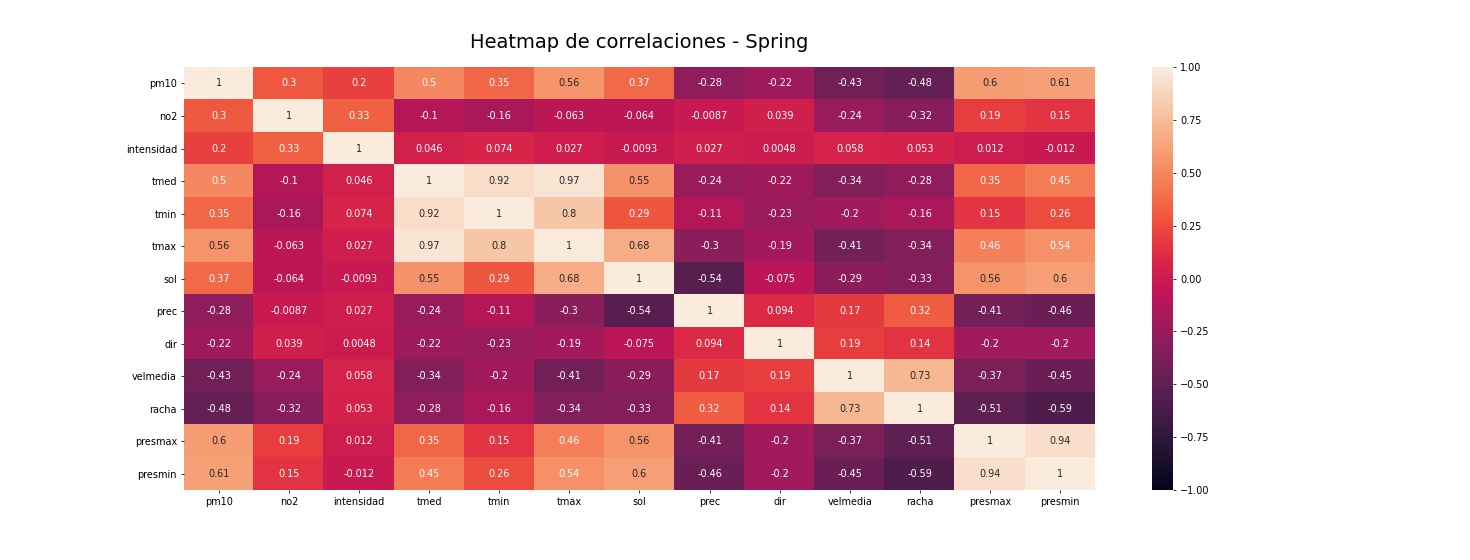 Heatmap de correlaciones - Spring
pm10 1 0.3 0.2 0.5 0.35 0.56 0.37 -0.28 -0.22 -0.43 -0.48 0.6 0.61
no2 0.3 1 0.33 -0.1 -0.16 -0.063 -0.064 -0.0087 0.039 -0.24 -0.32 0.19 0.15
intensidad 0.2 0.33 1 0.046 0.074 0.027 -0.0093 0.027 0.0048 0.058 0.053 0.012 -0.012
tmed 0.5 -0.1 0.046 1 0.92 0.97 0.55 -0.24 -0.22 -0.34 -0.28 0.35 0.45
tmin 0.35 -0.16 0.074 0.92 1 0.8 0.29 -0.11 -0.23 -0.2 -0.16 0.15 0.26
tmax 0.56 -0.063 0.027 0.97 0.8 1 0.68 -0.3 -0.19 -0.41 -0.34 0.46 0.54
sol 0.37 -0.064 -0.0093 0.55 0.29 0.68 1 -0.54 -0.075 -0.29 -0.33 0.56 0.6
prec -0.28 -0.0087 0.027 -0.24 -0.11 -0.3 -0.54 1 0.094 0.17 0.32 -0.41 -0.46
dir -0.22 0.039 0.0048 -0.22 -0.23 -0.19 -0.075 0.094 1 0.19 0.14 -0.2 -0.2
velmedia -0.43 -0.24 0.058 -0.34 -0.2 -0.41 -0.29 0.17 0.19 1 0.73 -0.37 -0.45
racha -0.48 -0.32 0.053 -0.28 -0.16 -0.34 -0.33 0.32 0.14 0.73 1 -0.51 -0.59
presmax 0.6 0.19 0.012 0.35 0.15 0.46 0.56 -0.41 -0.2 -0.37 -0.51 1 0.94
presmin 0.61 0.15 -0.012 0.45 0.26 0.54 0.6 -0.46 -0.2 -0.45 -0.59 0.94 1
pm10 no2 intensidad tmed tmin tmax sol prec dir velmedia racha presmax presmin
1.00
0.75
0.50
0.25
0.00
−0.25
−0.50
−0.75
−1.00